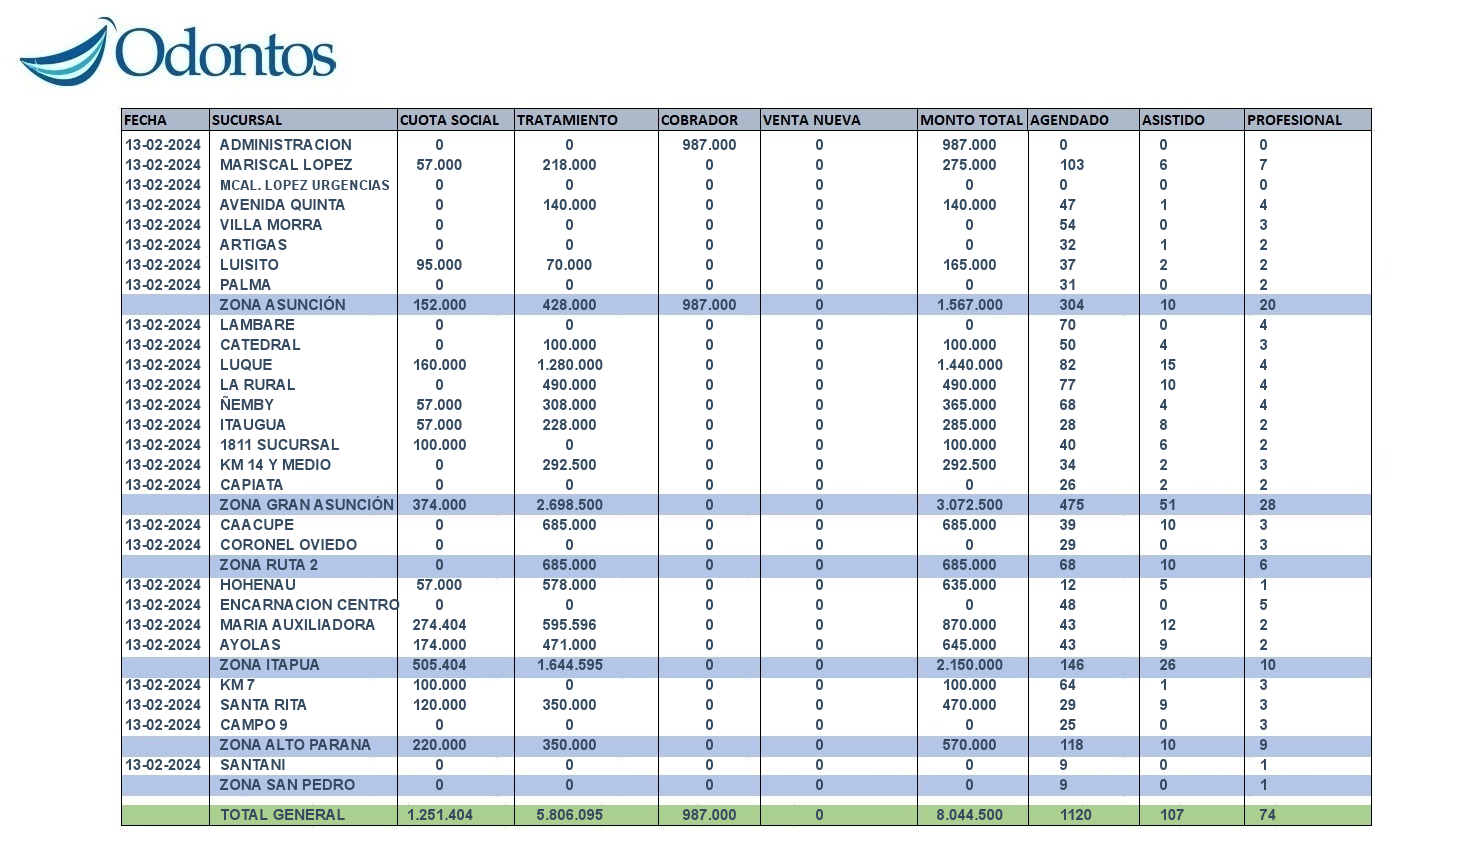 Odontos
FECHA SUCURSAL CUOTA SOCIAL TRATAMIENTO COBRADOR VENTA NUEVA MONTO TOTAL AGENDADO ASISTIDO PROFESIONAL
13-02-2024 ADMINISTRACION 0 0 987.000 0 987.000 0 0 0
13-02-2024 MARISCAL LOPEZ 57.000 218.000 0 0 275.000 103 6 7
13-02-2024 MCAL. LOPEZ URGENCIAS 0 0 0 0 0 0 0 0
13-02-2024 AVENIDA QUINTA 0 140.000 0 0 140.000 47 1 4
13-02-2024 VILLA MORRA 0 0 0 0 0 54 0 3
13-02-2024 ARTIGAS 0 0 0 0 0 32 1 2
13-02-2024 LUISITO 95.000 70.000 0 0 165.000 37 2 2
13-02-2024 PALMA 0 0 0 0 0 31 0 2
ZONA ASUNCIÓN 152.000 428.000 987.000 0 1.567.000 304 10 20
13-02-2024 LAMBARE 0 0 0 0 0 70 0 4
13-02-2024 CATEDRAL 0 100.000 0 0 100.000 50 4 3
13-02-2024 LUQUE 160.000 1.280.000 0 0 1.440.000 82 15 4
13-02-2024 LA RURAL 0 490.000 0 0 490.000 77 10 4
13-02-2024 ÑEMBY 57.000 308.000 0 0 365.000 68 4 4
13-02-2024 ITAUGUA 57.000 228.000 0 0 285.000 28 8 2
13-02-2024 1811 SUCURSAL 100.000 0 0 0 100.000 40 6 2
13-02-2024 KM 14 Y MEDIO 0 292.500 0 0 292.500 34 2 3
13-02-2024 CAPIATA 0 0 0 0 0 26 2 2
ZONA GRAN ASUNCIÓN 374.000 2.698.500 0 0 3.072.500 475 51 28
13-02-2024 CAACUPE 0 685.000 0 0 685.000 39 10 3
13-02-2024 CORONEL OVIEDO 0 0 0 0 0 29 0 3
ZONA RUTA 2 0 685.000 0 0 685.000 68 10 6
13-02-2024 HOHENAU 57.000 578.000 0 0 635.000 12 5 1
13-02-2024 ENCARNACION CENTRO 0 0 0 0 0 48 0 5
13-02-2024 MARIA AUXILIADORA 274.404 595.596 0 0 870.000 43 12 2
13-02-2024 AYOLAS 174.000 471.000 0 0 645.000 43 9 2
ZONA ITAPUA 505.404 1.644.595 0 0 2.150.000 146 26 10
13-02-2024 KM 7 100.000 0 0 0 100.000 64 1 3
13-02-2024 SANTA RITA 120.000 350.000 0 0 470.000 29 9 3
13-02-2024 CAMPO 9 0 0 0 0 0 25 0 3
ZONA ALTO PARANA 220.000 350.000 0 0 570.000 118 10 9
13-02-2024 SANTANI 0 0 0 0 0 9 0 1
ZONA SAN PEDRO 0 0 0 0 0 9 0 1
TOTAL GENERAL 1.251.404 5.806.095 987.000 0 8.044.500 1120 107 74